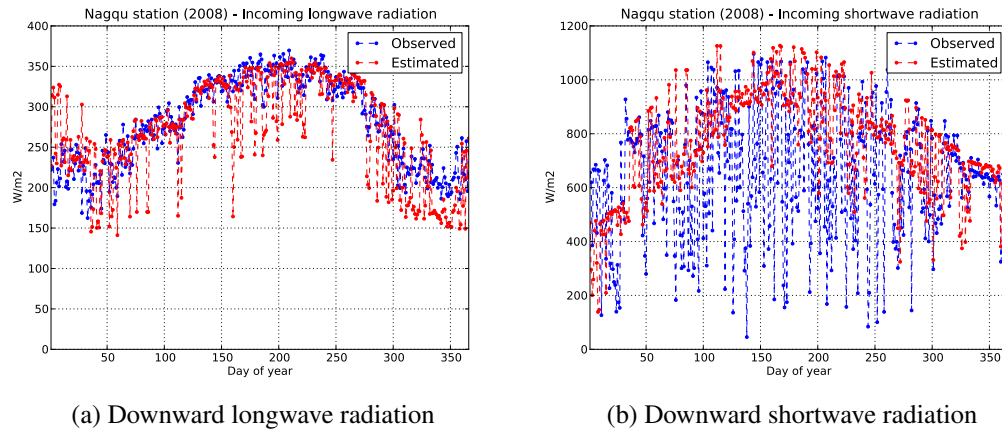 Nagqu station (2008) - Incoming longwave radiation
400
350
300
250
200
150
100
50
0
W/m2
50 100 150 200 250 300 350
Day of year
Observed
Estimated
(a) Downward longwave radiation
Nagqu station (2008) - Incoming shortwave radiation
1200
1000
800
600
400
200
0
W/m2
50 100 150 200 250 300 350
Day of year
Observed
Estimated
(b) Downward shortwave radiation